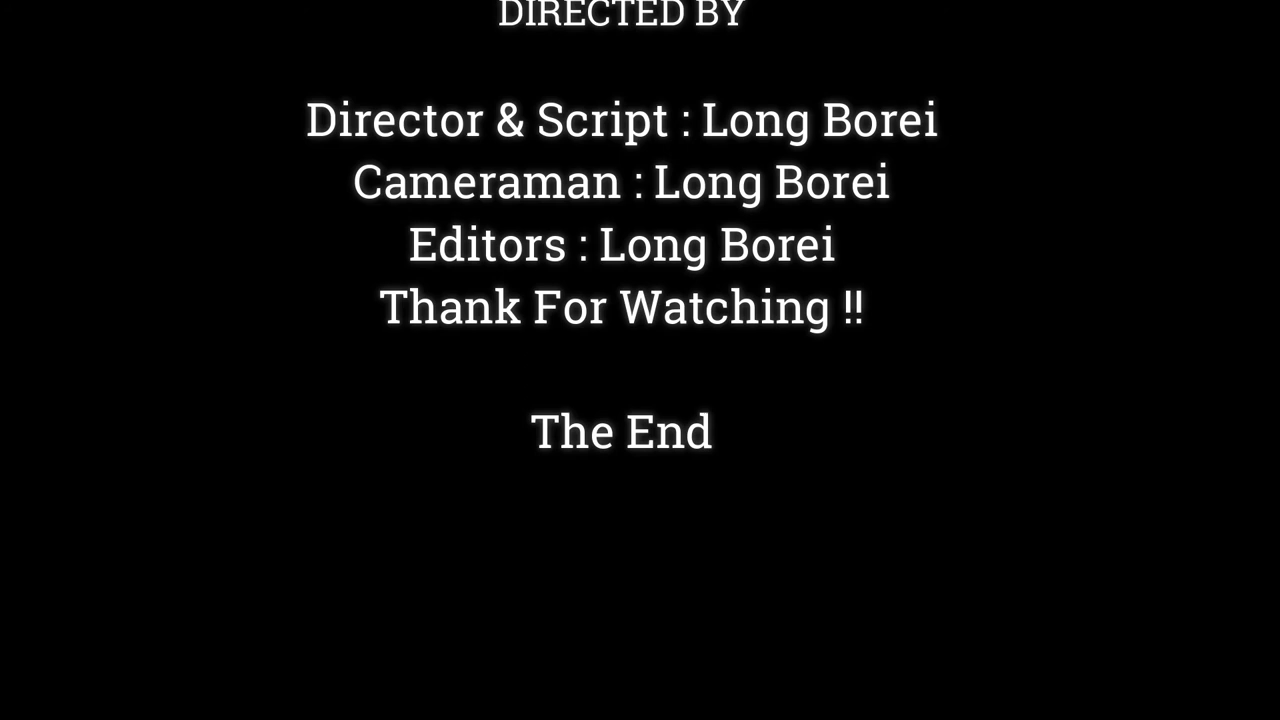 DIRECTED BY
Director & Script : Long Borei
Cameraman : Long Borei
Editors : Long Borei
Thank For Watching !!
The End